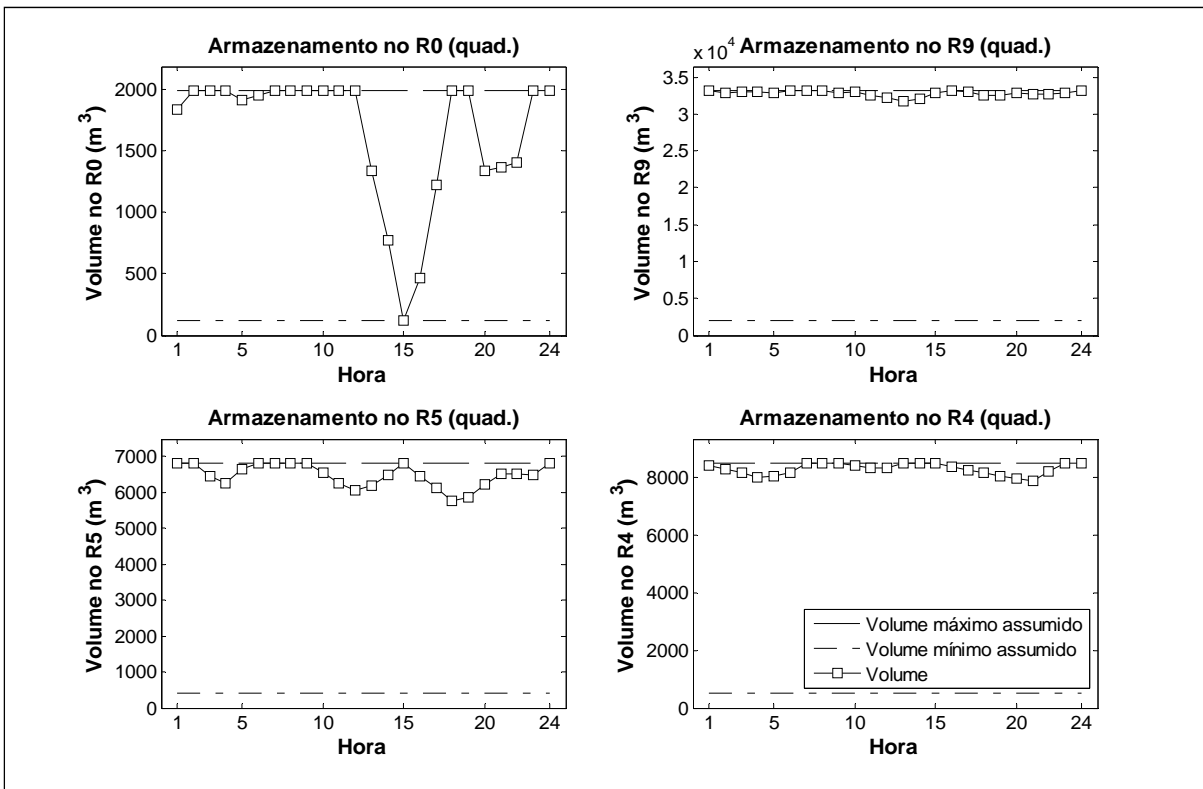 Armazenamento no R0 (quad.)
Volume no R0 (m³)
2000
1500
1000
500
0
1 5 10 15 20 24
Hora
Armazenamento no R9 (quad.)
x 10⁴
Volume no R9 (m³)
3.5
3
2.5
2
1.5
1
0.5
0
1 5 10 15 20 24
Hora
Armazenamento no R5 (quad.)
Volume no R5 (m³)
7000
6000
5000
4000
3000
2000
1000
0
1 5 10 15 20 24
Hora
Armazenamento no R4 (quad.)
Volume no R4 (m³)
8000
6000
4000
2000
0
Volume máximo assumido
Volume mínimo assumido
Volume
1 5 10 15 20 24
Hora